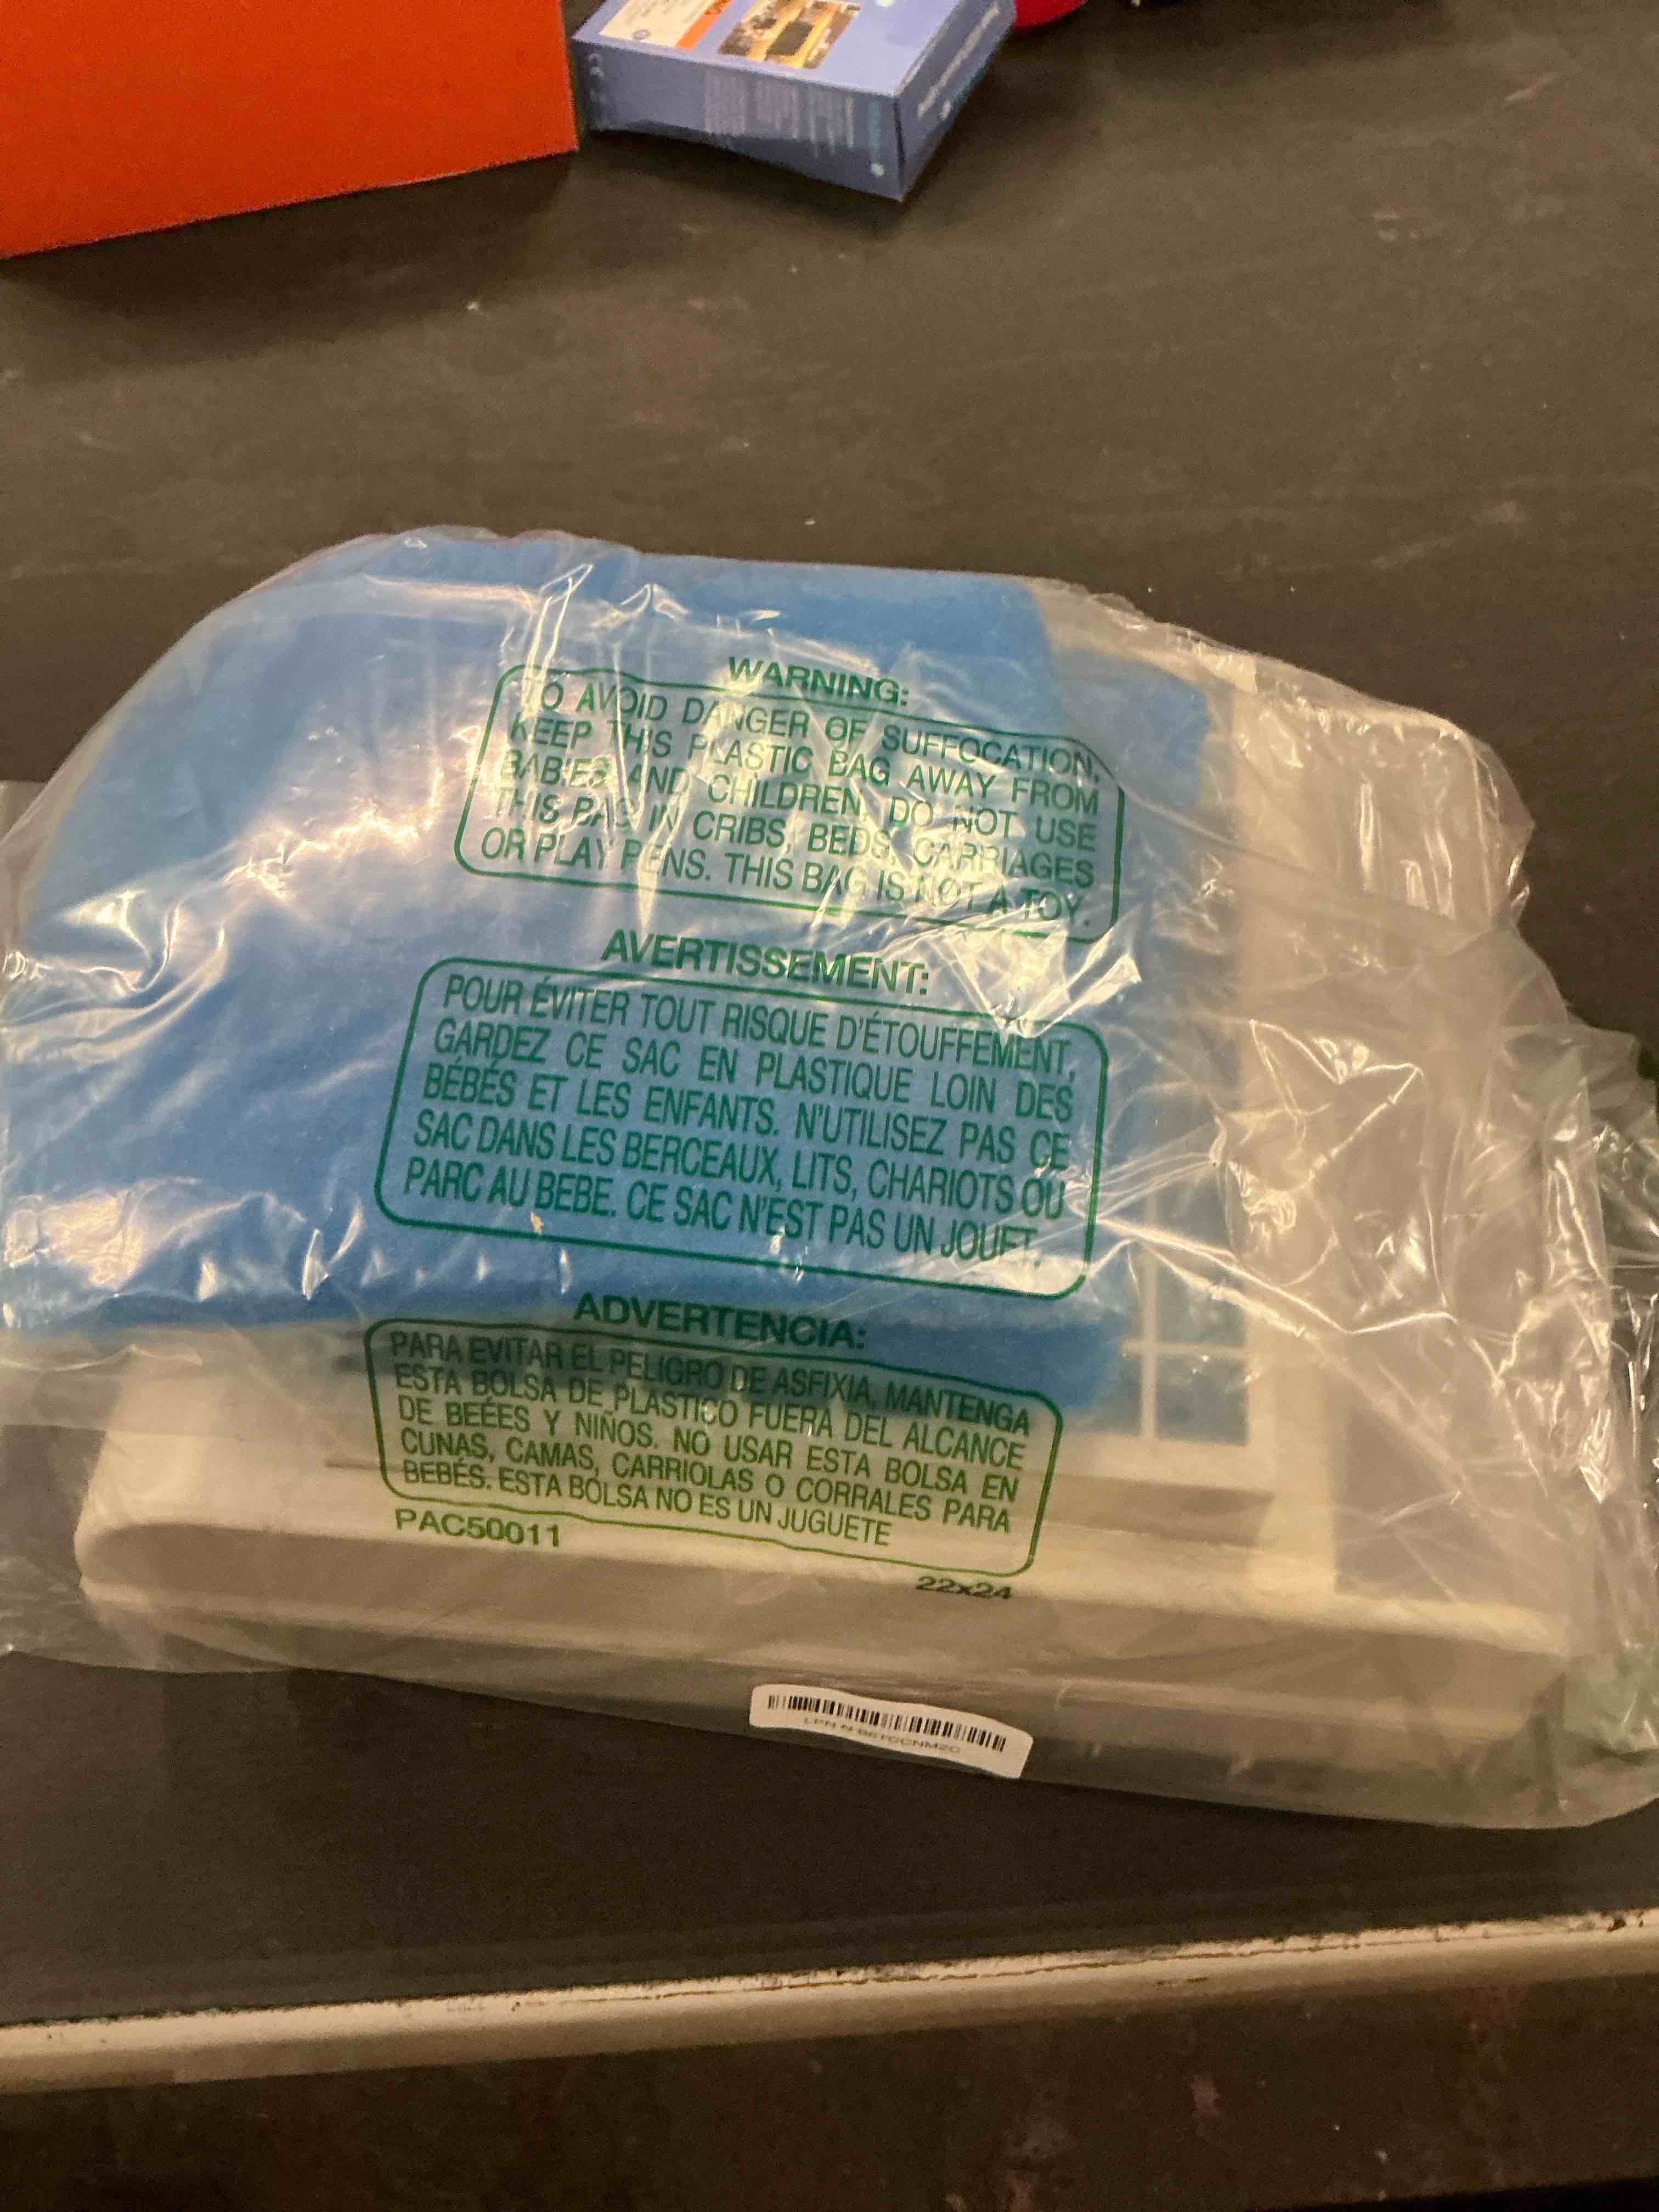 WARNING:
TO AVOID DANGER OF SUFFOCATION,
KEEP THIS PLASTIC BAG AWAY FROM
BABIES AND CHILDREN. DO NOT USE
THIS BAG IN CRIBS, BEDS, CARRIAGES
OR PLAY PENS. THIS BAG IS NOT A TOY.
AVERTISSEMENT:
POUR ÉVITER TOUT RISQUE D'ÉTOUFFEMENT,
GARDEZ CE SAC EN PLASTIQUE LOIN DES
BÉBÉS ET LES ENFANTS. N'UTILISEZ PAS CE
SAC DANS LES BERCEAUX, LITS, CHARIOTS OU
PARC AU BEBE. CE SAC N'EST PAS UN JOUET.
ADVERTENCIA:
PARA EVITAR EL PELIGRO DE ASFIXIA, MANTENGA
ESTA BOLSA DE PLASTICO FUERA DEL ALCANCE
DE BEÉES Y NIÑOS. NO USAR ESTA BOLSA EN
CUNAS, CAMAS, CARRIOLAS O CORRALES PARA
BEBÉS. ESTA BOLSA NO ES UN JUGUETE
PAC50011
22x24